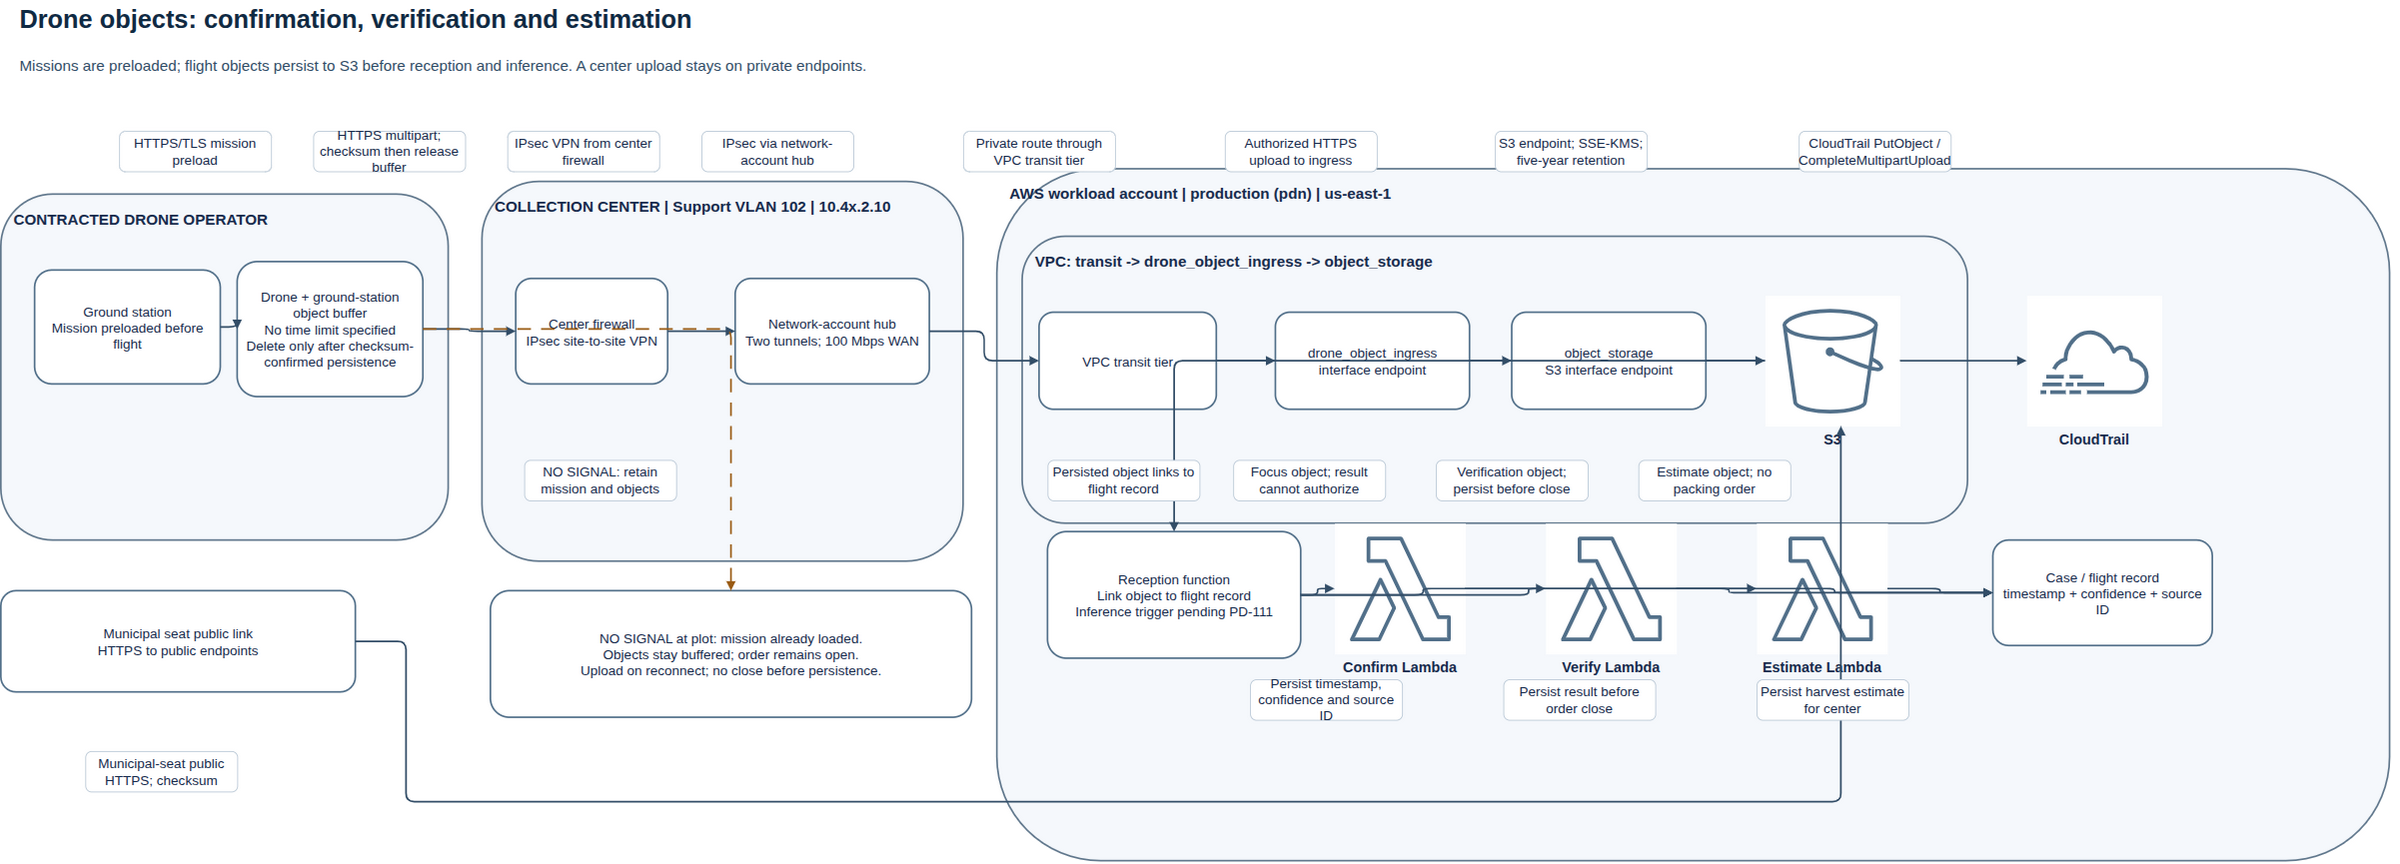 Drone objects: confirmation, verification and estimation
Missions are preloaded; flight objects persist to S3 before reception and inference. A center upload stays on private endpoints.
HTTPS/TLS mission
preload
HTTPS multipart;
checksum then release
buffer
IPsec VPN from center
firewall
IPsec via network-
account hub
Private route through
VPC transit tier
Authorized HTTPS
upload to ingress
S3 endpoint; SSE-KMS;
five-year retention
CloudTrail PutObject /
CompleteMultipartUpload
CONTRACTED DRONE OPERATOR
Ground station
Mission preloaded before
flight
Drone + ground-station
object buffer
No time limit specified
Delete only after checksum-
confirmed persistence
COLLECTION CENTER | Support VLAN 102 | 10.4x.2.10
Center firewall
IPsec site-to-site VPN
Network-account hub
Two tunnels; 100 Mbps WAN
NO SIGNAL: retain
mission and objects
AWS workload account | production (pdn) | us-east-1
VPC: transit -> drone_object_ingress -> object_storage
VPC transit tier
drone_object_ingress
interface endpoint
object_storage
S3 interface endpoint
S3
CloudTrail
Persisted object links to
flight record
Focus object; result
cannot authorize
Verification object;
persist before close
Estimate object; no
packing order
Reception function
Link object to flight record
Inference trigger pending PD-111
Confirm Lambda
Verify Lambda
Estimate Lambda
Case / flight record
timestamp + confidence + source
ID
Persist timestamp,
confidence and source
ID
Persist result before
order close
Persist harvest estimate
for center
Municipal seat public link
HTTPS to public endpoints
NO SIGNAL at plot: mission already loaded.
Objects stay buffered; order remains open.
Upload on reconnect; no close before persistence.
Municipal-seat public
HTTPS; checksum